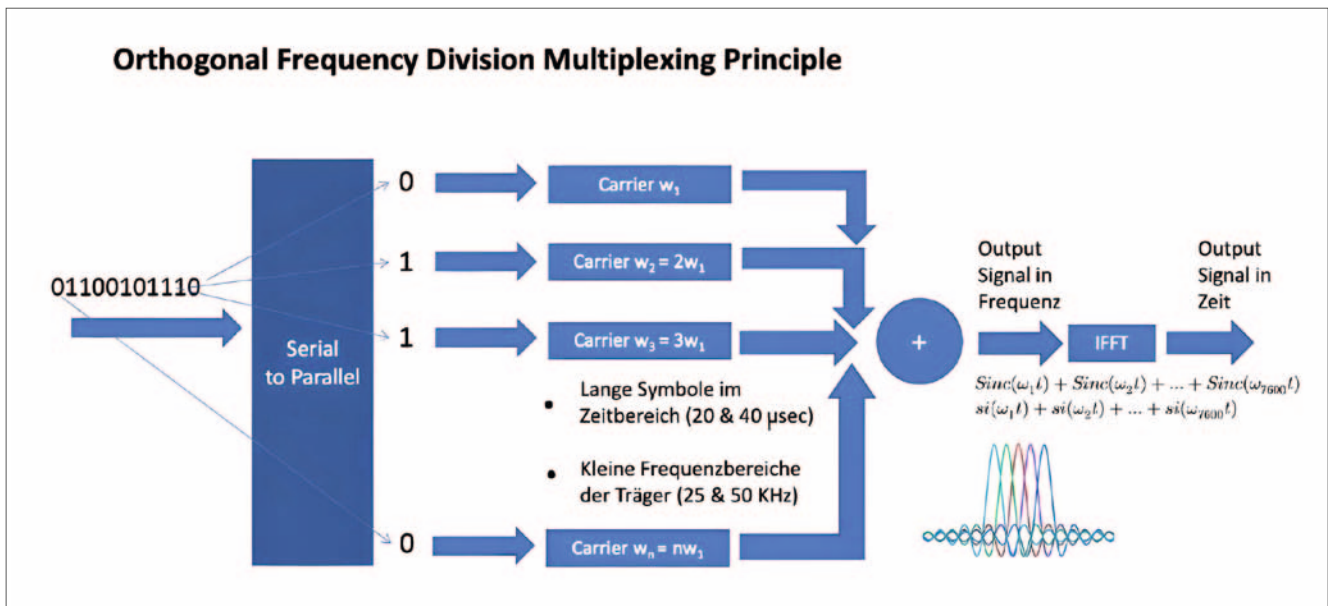 Orthogonal Frequency Division Multiplexing Principle
01100101110
Serial
to Parallel
0
1
1
0
Carrier w₁
Carrier w₂ = 2w₁
Carrier w₃ = 3w₁
• Lange Symbole im
Zeitbereich (20 & 40 µsec)
• Kleine Frequenzbereiche
der Träger (25 & 50 KHz)
Carrier wₙ = nw₁
+
Output
Signal in
Frequenz
IFFT
Output
Signal in
Zeit
Sinc(ω₁t) + Sinc(ω₂t) + ... + Sinc(ω₇₆₀₀t)
si(ω₁t) + si(ω₂t) + ... + si(ω₇₆₀₀t)